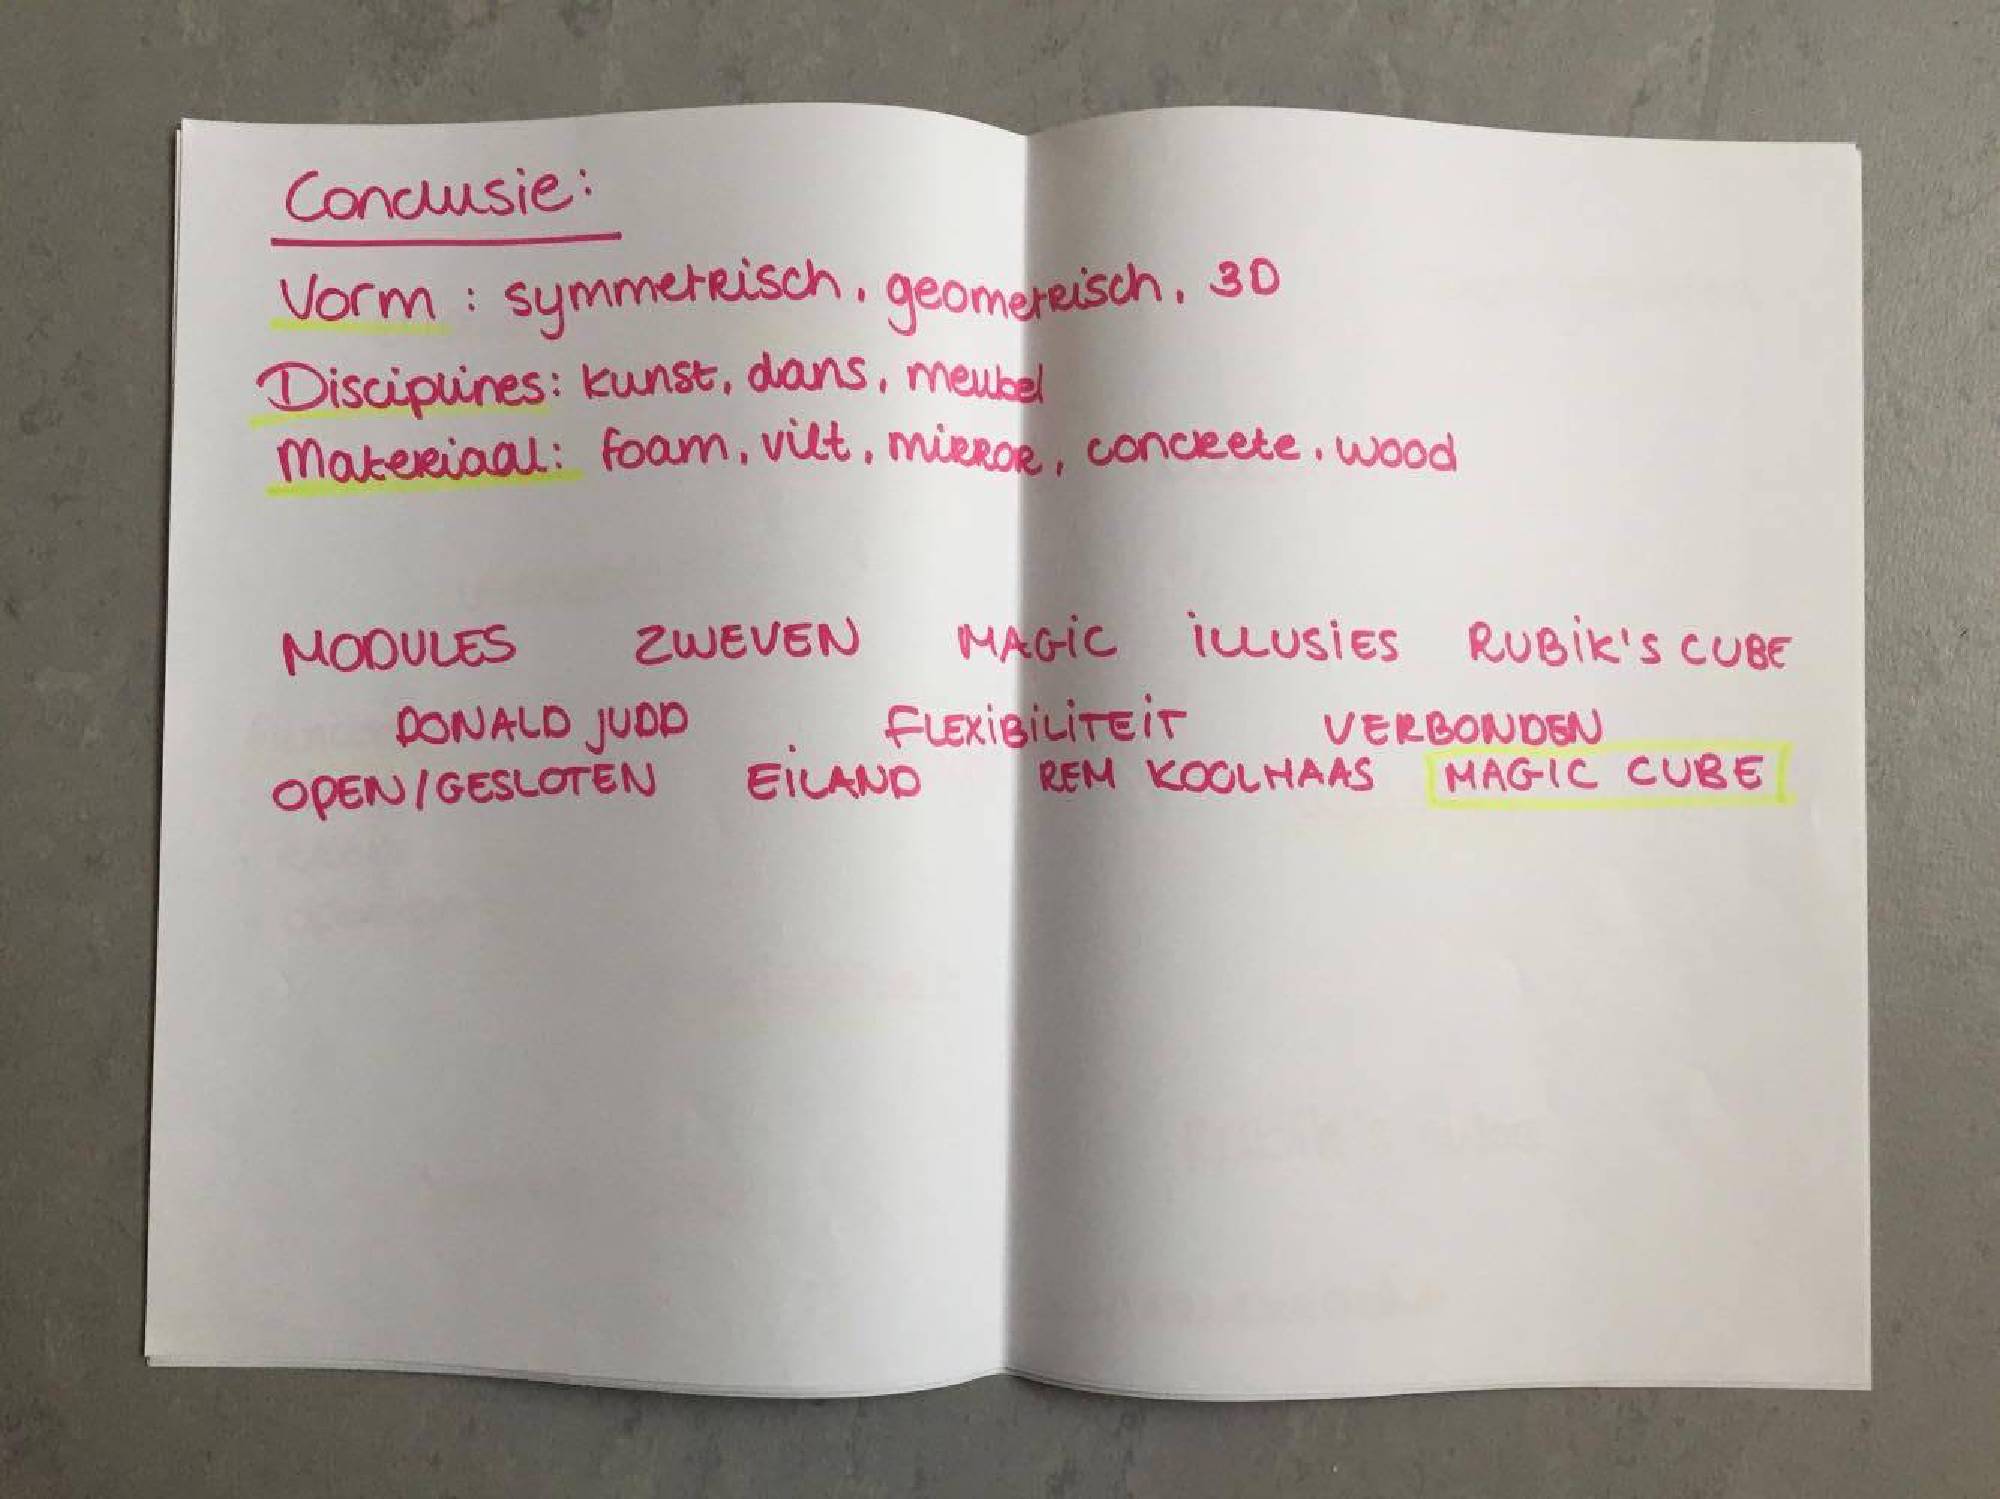 Conclusie:
Vorm : symmetrisch, geometrisch, 3D
Disciplines: kunst, dans, meubel
Materiaal: foam, vilt, mirror, concrete, wood
MODULES ZWEVEN MAGIC ILLUSIES RUBIK'S CUBE
DONALD JUDD FLEXIBILITEIT VERBONDEN
OPEN/GESLOTEN EILAND REM KOOLHAAS MAGIC CUBE